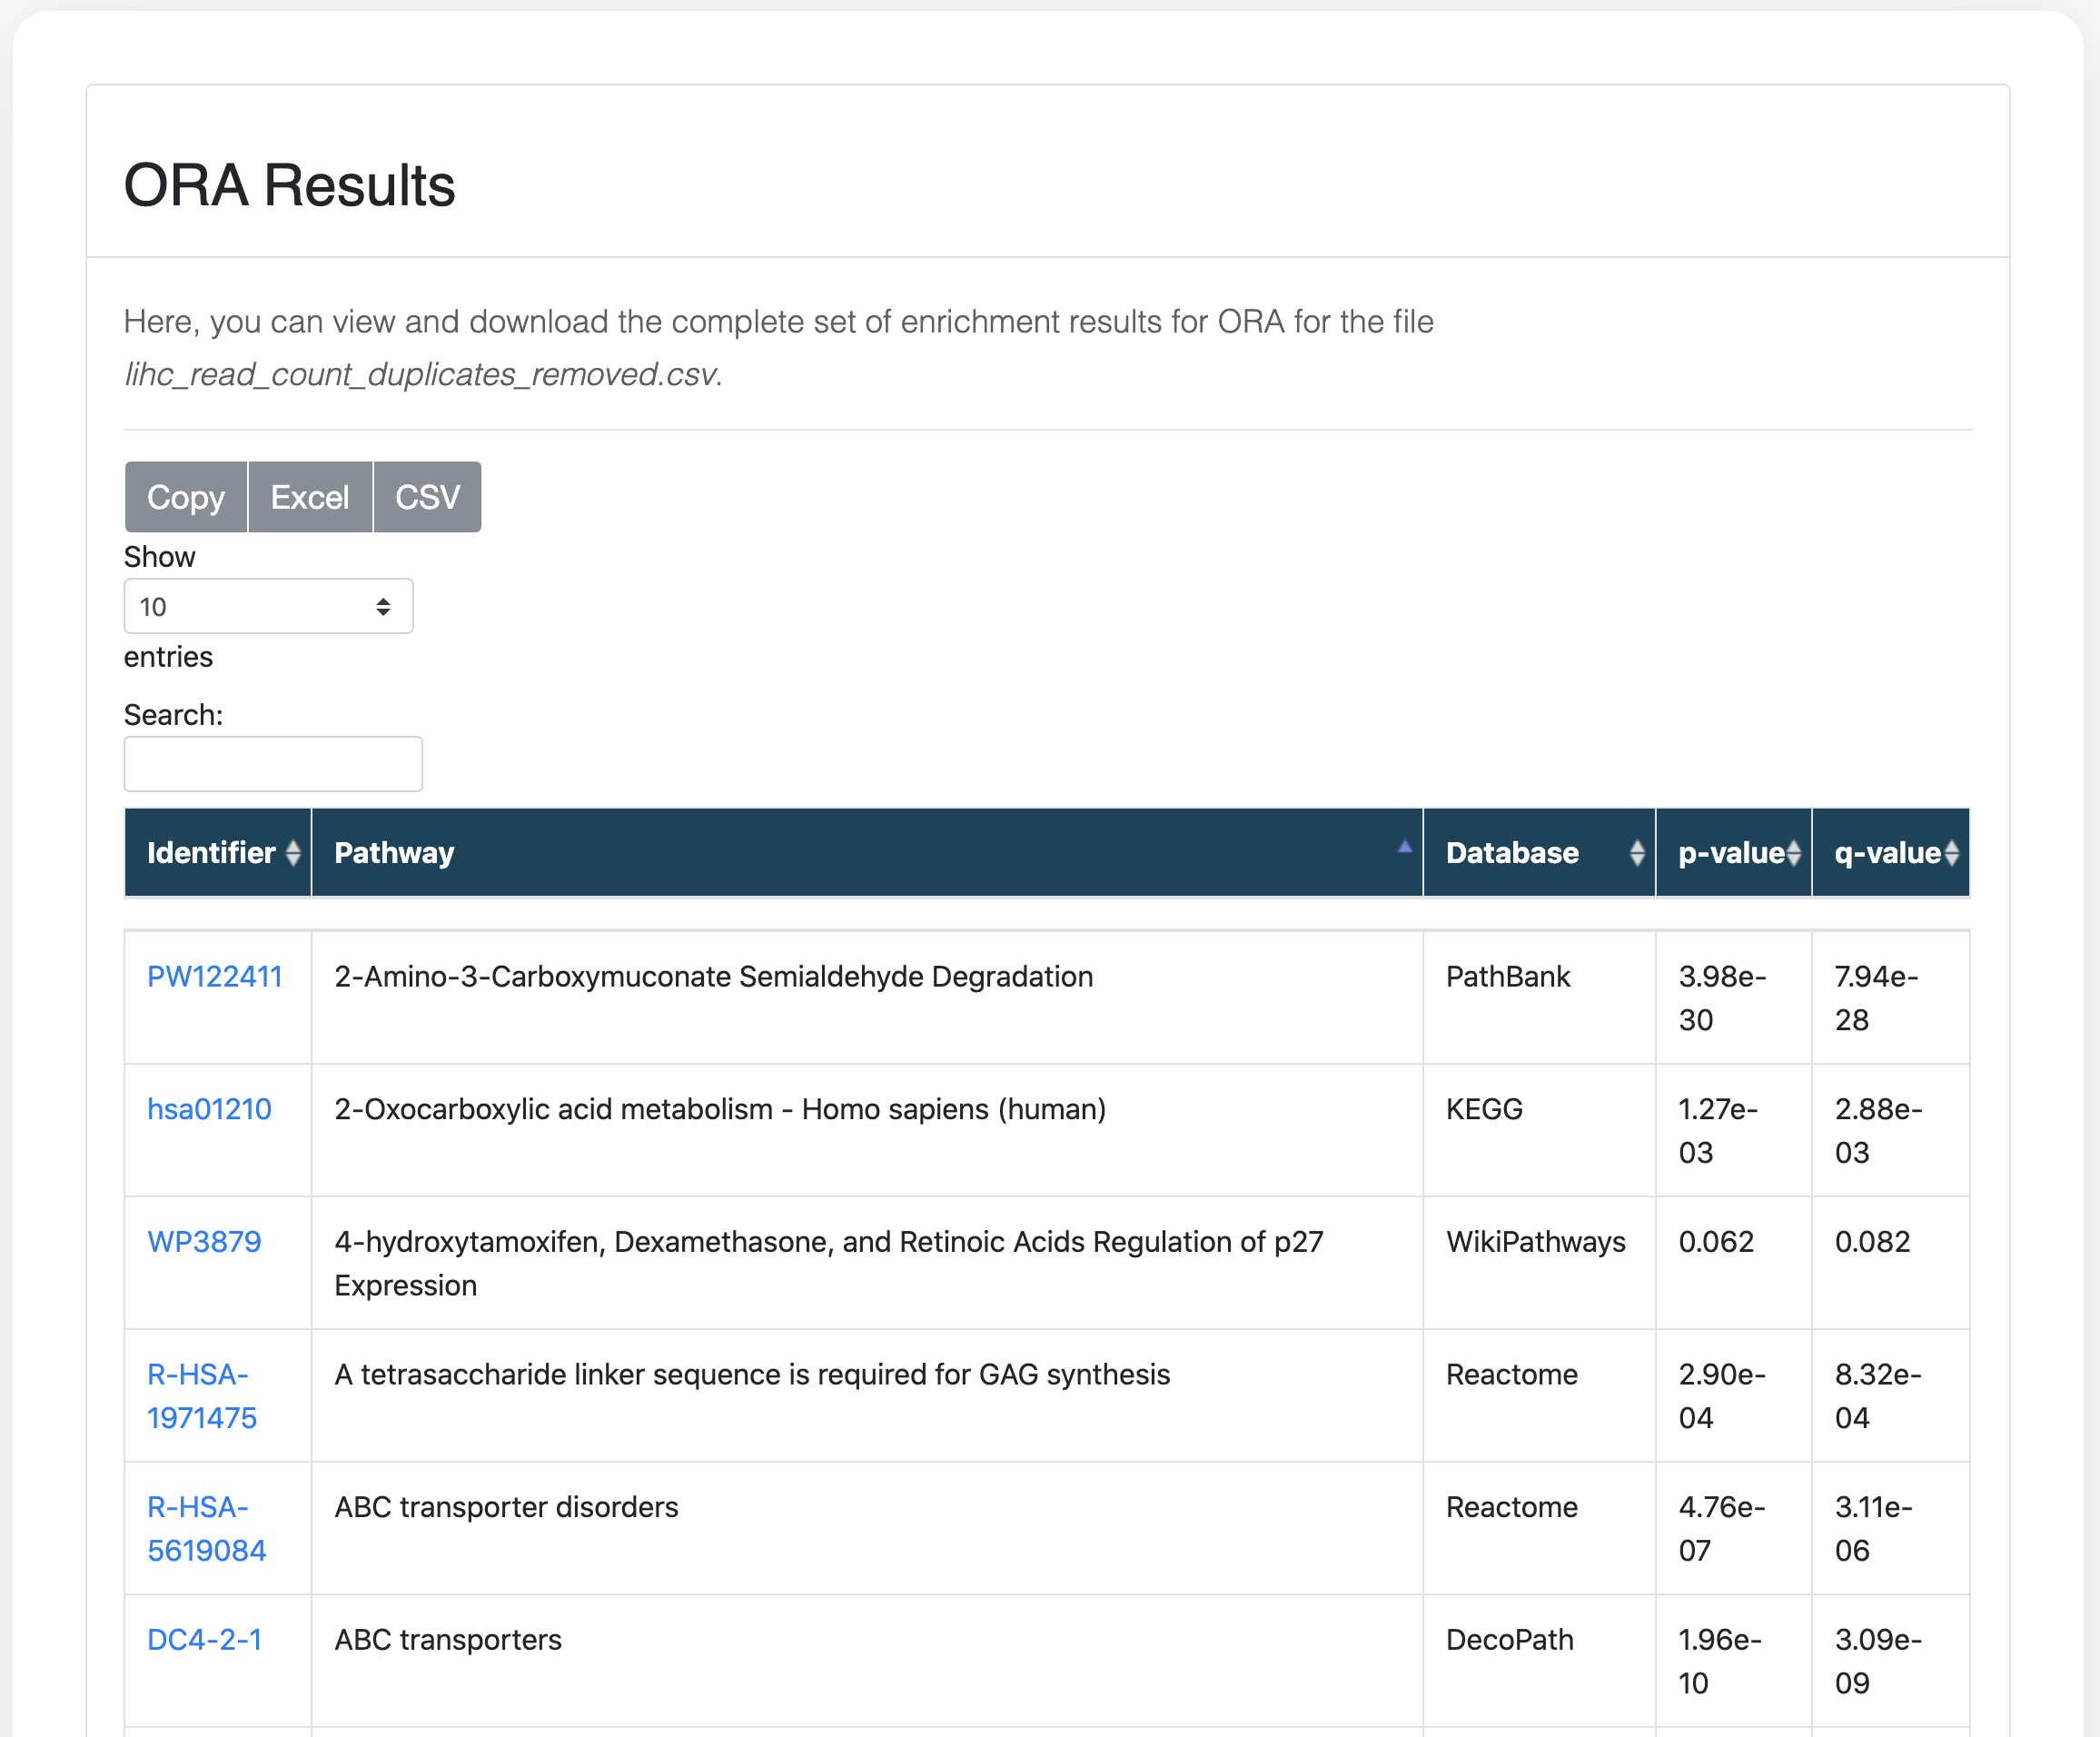 ORA Results
Here, you can view and download the complete set of enrichment results for ORA for the file
lihc_read_count_duplicates_removed.csv.
Copy Excel CSV
Show
10
entries
Search:
Identifier Pathway Database p-value q-value
PW122411 2-Amino-3-Carboxymuconate Semialdehyde Degradation PathBank 3.98e- 7.94e-
30 28
hsa01210 2-Oxocarboxylic acid metabolism - Homo sapiens (human) KEGG 1.27e- 2.88e-
03 03
WP3879 4-hydroxytamoxifen, Dexamethasone, and Retinoic Acids Regulation of p27 WikiPathways 0.062 0.082
Expression
R-HSA- A tetrasaccharide linker sequence is required for GAG synthesis Reactome 2.90e- 8.32e-
1971475 04 04
R-HSA- ABC transporter disorders Reactome 4.76e- 3.11e-
5619084 07 06
DC4-2-1 ABC transporters DecoPath 1.96e- 3.09e-
10 09